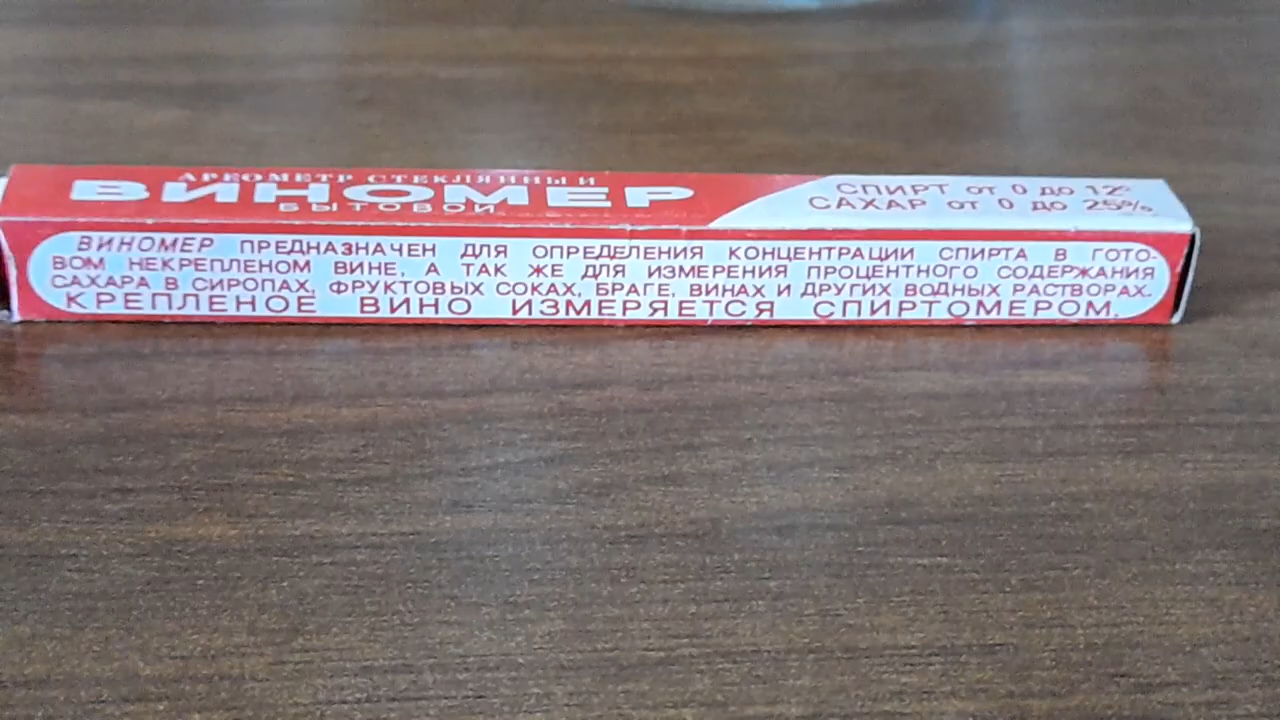 АРЕОМЕТР СТЕКЛЯННЫЙ
ВИНОМЕР
БЫТОВОЙ
СПИРТ от 0 до 12°
САХАР от 0 до 25%
ВИНОМЕР ПРЕДНАЗНАЧЕН ДЛЯ ОПРЕДЕЛЕНИЯ КОНЦЕНТРАЦИИ СПИРТА В ГОТО-
ВОМ НЕКРЕПЛЕНОМ ВИНЕ, А ТАК ЖЕ ДЛЯ ИЗМЕРЕНИЯ ПРОЦЕНТНОГО СОДЕРЖАНИЯ
САХАРА В СИРОПАХ, ФРУКТОВЫХ СОКАХ, БРАГЕ, ВИНАХ И ДРУГИХ ВОДНЫХ РАСТВОРАХ.
КРЕПЛЕНОЕ ВИНО ИЗМЕРЯЕТСЯ СПИРТОМЕРОМ.